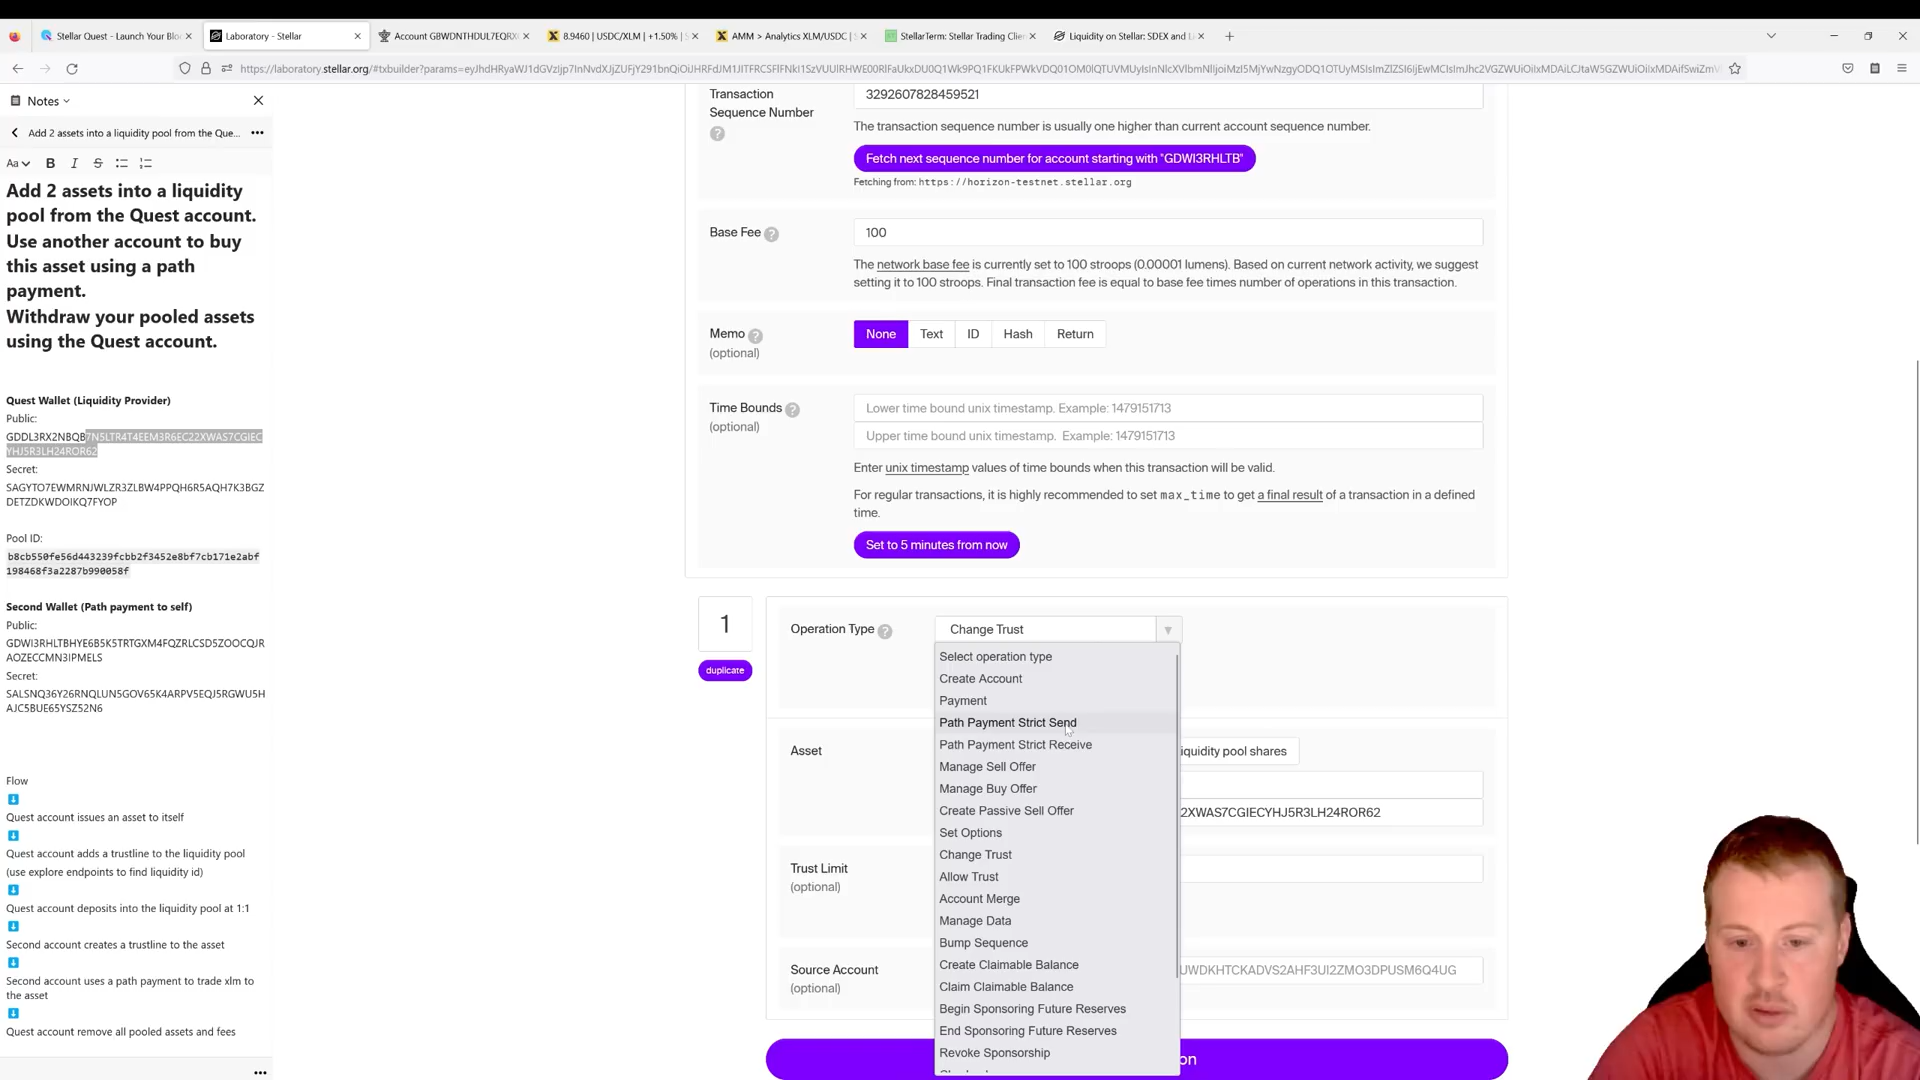 Stellar Quest - Launch Your Blo
Laboratory - Stellar
Account GBWDNTHDUL7EQRX
8.9460 | USDC/XLM | +1.50% | S
AMM > Analytics XLM/USDC | S
StellarTerm: Stellar Trading Clie
Liquidity on Stellar: SDEX and Li
Notes
Add 2 assets into a liquidity pool from the Que...
Aa
B
I
S
Add 2 assets into a liquidity
pool from the Quest account.
Use another account to buy
this asset using a path
payment.
Withdraw your pooled assets
using the Quest account.
Quest Wallet (Liquidity Provider)
Public:
GDDL3RX2NBQB7N5LTR4T4EEM3R6EC22XWAS7CGIEC
YHJ5R3LH24ROR62
Secret:
SAGYTO7EWMRNJWLZR3ZLBW4PPQH6R5AQH7K3BGZ
DETZDKWDOIKQ7FYOP
Pool ID:
b8cb550fe56d443239fcbb2f3452e8bf7cb171e2abf
198468f3a2287b990058f
Second Wallet (Path payment to self)
Public:
GDWI3RHLTBHYE6B5K5TRTGXM4FQZRLCSD5ZOOCQJR
AOZECCMN3IPMELS
Secret:
SALSNQ36Y26RNQLUN5GOV65K4ARPV5EQJ5RGWU5H
AJC5BUE65YSZ52N6
Flow
Quest account issues an asset to itself
Quest account adds a trustline to the liquidity pool
(use explore endpoints to find liquidity id)
Quest account deposits into the liquidity pool at 1:1
Second account creates a trustline to the asset
Second account uses a path payment to trade xlm to
the asset
Quest account remove all pooled assets and fees
Transaction
Sequence Number
3292607828459521
The transaction sequence number is usually one higher than current account sequence number.
Fetch next sequence number for account starting with "GDWI3RHLTB"
Fetching from: https://horizon-testnet.stellar.org
Base Fee
100
The network base fee is currently set to 100 stroops (0.00001 lumens). Based on current network activity, we suggest
setting it to 100 stroops. Final transaction fee is equal to base fee times number of operations in this transaction.
Memo
(optional)
None Text ID Hash Return
Time Bounds
(optional)
Lower time bound unix timestamp. Example: 1479151713
Upper time bound unix timestamp. Example: 1479151713
Enter unix timestamp values of time bounds when this transaction will be valid.
For regular transactions, it is highly recommended to set max_time to get a final result of a transaction in a defined
time.
Set to 5 minutes from now
1
duplicate
Operation Type
Change Trust
Select operation type
Create Account
Payment
Path Payment Strict Send
Path Payment Strict Receive
Manage Sell Offer
Manage Buy Offer
Create Passive Sell Offer
Set Options
Change Trust
Allow Trust
Account Merge
Manage Data
Bump Sequence
Create Claimable Balance
Claim Claimable Balance
Begin Sponsoring Future Reserves
End Sponsoring Future Reserves
Revoke Sponsorship
Asset
iquidity pool shares
2XWAS7CGIECYHJ5R3LH24ROR62
Trust Limit
(optional)
Source Account
(optional)
UWDKHTCKADVS2AHF3UI2ZMO3DPUSM6Q4UG
on